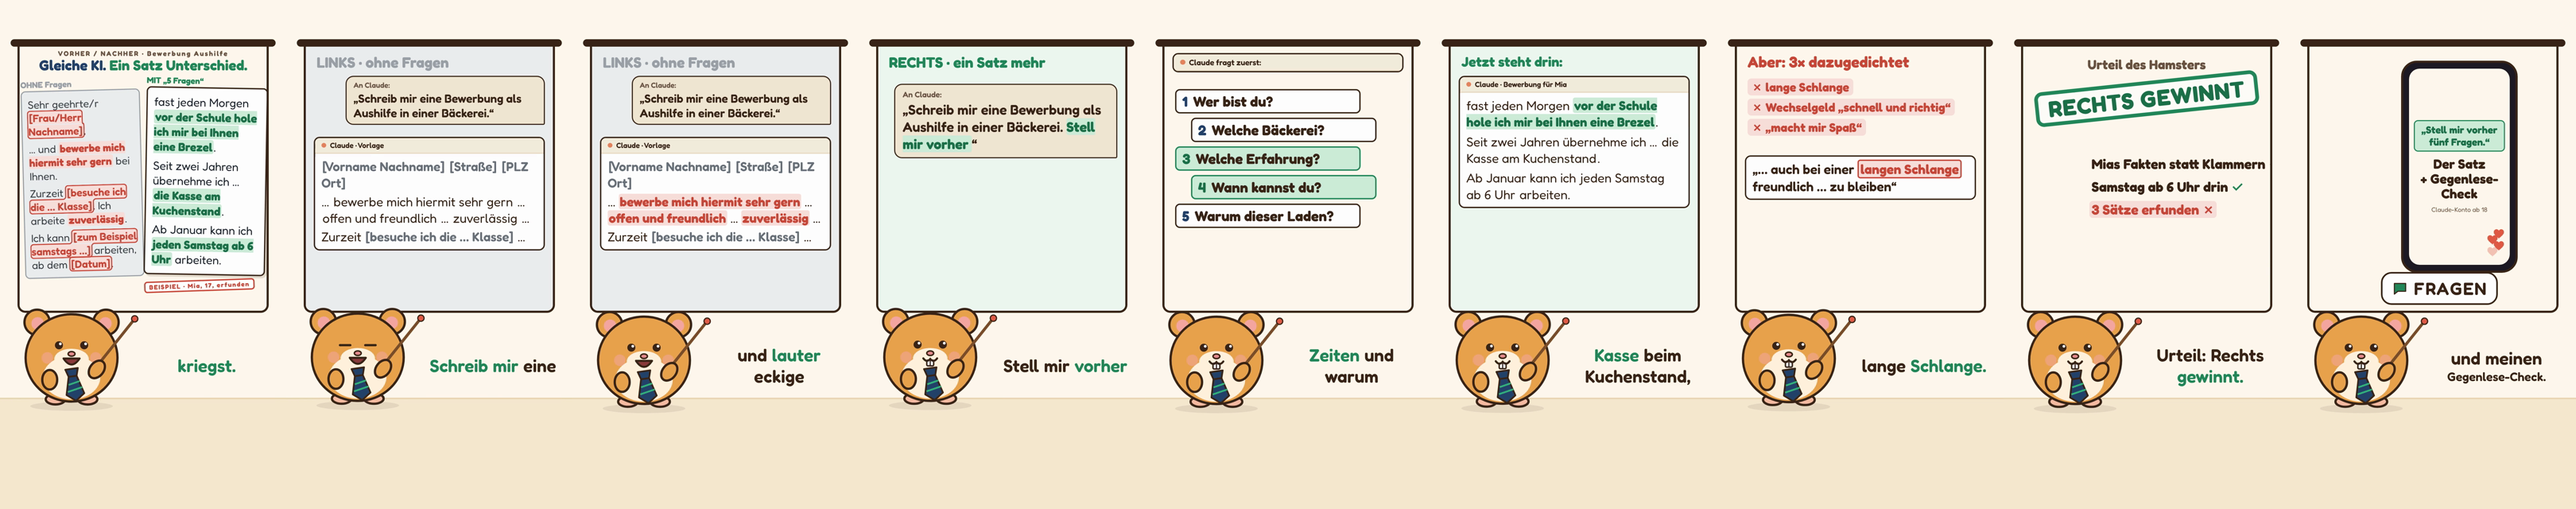 VORHER / NACHHER · Bewerbung Aushilfe
Gleiche KI. Ein Satz Unterschied.
OHNE Fragen
Sehr geehrte/r
[Frau/Herr
Nachname],
... und bewerbe mich
hiermit sehr gern bei
Ihnen.
Zurzeit [besuche ich
die ... Klasse]. Ich
arbeite zuverlässig.
Ich kann [zum Beispiel
samstags ...] arbeiten,
ab dem [Datum].
MIT „5 Fragen“
fast jeden Morgen
vor der Schule hole
ich mir bei Ihnen
eine Brezel.
Seit zwei Jahren
übernehme ich ...
die Kasse am
Kuchenstand.
Ab Januar kann ich
jeden Samstag ab 6
Uhr arbeiten.
BEISPIEL · Mia, 17, erfunden
kriegst.
LINKS · ohne Fragen
An Claude:
„Schreib mir eine Bewerbung als
Aushilfe in einer Bäckerei.“
Claude · Vorlage
[Vorname Nachname] [Straße] [PLZ
Ort]
... bewerbe mich hiermit sehr gern ...
offen und freundlich ... zuverlässig ...
Zurzeit [besuche ich die ... Klasse] ...
Schreib mir eine
LINKS · ohne Fragen
An Claude:
„Schreib mir eine Bewerbung als
Aushilfe in einer Bäckerei.“
Claude · Vorlage
[Vorname Nachname] [Straße] [PLZ
Ort]
... bewerbe mich hiermit sehr gern ...
offen und freundlich ... zuverlässig ...
Zurzeit [besuche ich die ... Klasse] ...
und lauter
eckige
RECHTS · ein Satz mehr
An Claude:
„Schreib mir eine Bewerbung als
Aushilfe in einer Bäckerei. Stell
mir vorher “
Stell mir vorher
Claude fragt zuerst:
1 Wer bist du?
2 Welche Bäckerei?
3 Welche Erfahrung?
4 Wann kannst du?
5 Warum dieser Laden?
Zeiten und
warum
Jetzt steht drin:
Claude · Bewerbung für Mia
fast jeden Morgen vor der Schule
hole ich mir bei Ihnen eine Brezel.
Seit zwei Jahren übernehme ich ... die
Kasse am Kuchenstand.
Ab Januar kann ich jeden Samstag
ab 6 Uhr arbeiten.
Kasse beim
Kuchenstand,
Aber: 3x dazugedichtet
× lange Schlange
× Wechselgeld „schnell und richtig“
× „macht mir Spaß“
„... auch bei einer langen Schlange
freundlich ... zu bleiben“
lange Schlange.
Urteil des Hamsters
RECHTS GEWINNT
Mias Fakten statt Klammern
Samstag ab 6 Uhr drin ✓
3 Sätze erfunden ×
Urteil: Rechts
gewinnt.
„Stell mir vorher
fünf Fragen.“
Der Satz
+ Gegenlese-
Check
Claude-Konto ab 18
FRAGEN
und meinen
Gegenlese-Check.